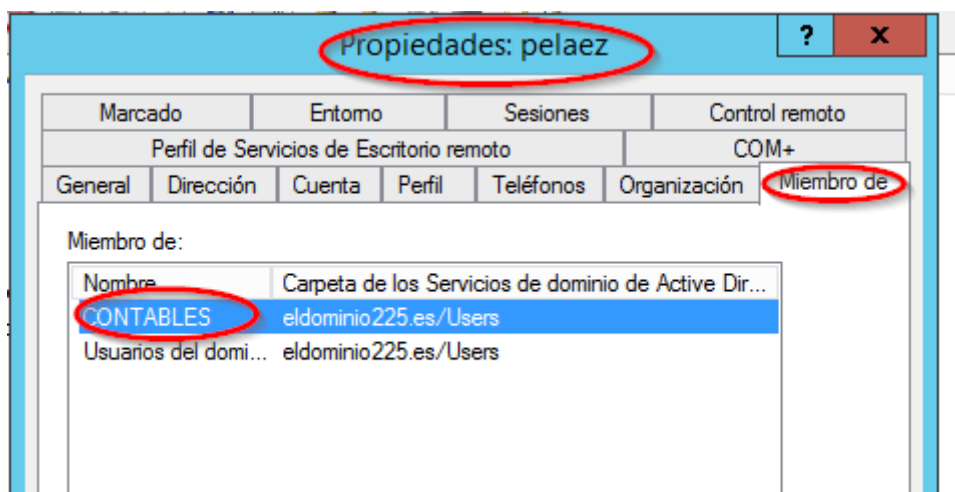 Propiedades: pelaez
?
x
Marcado Entorno Sesiones Control remoto
Perfil de Servicios de Escritorio remoto COM+
General Dirección Cuenta Perfil Teléfonos Organización Miembro de
Miembro de:
Nombre Carpeta de los Servicios de dominio de Active Dir...
CONTABLES eldominio225.es/Users
Usuarios del domi... eldominio225.es/Users